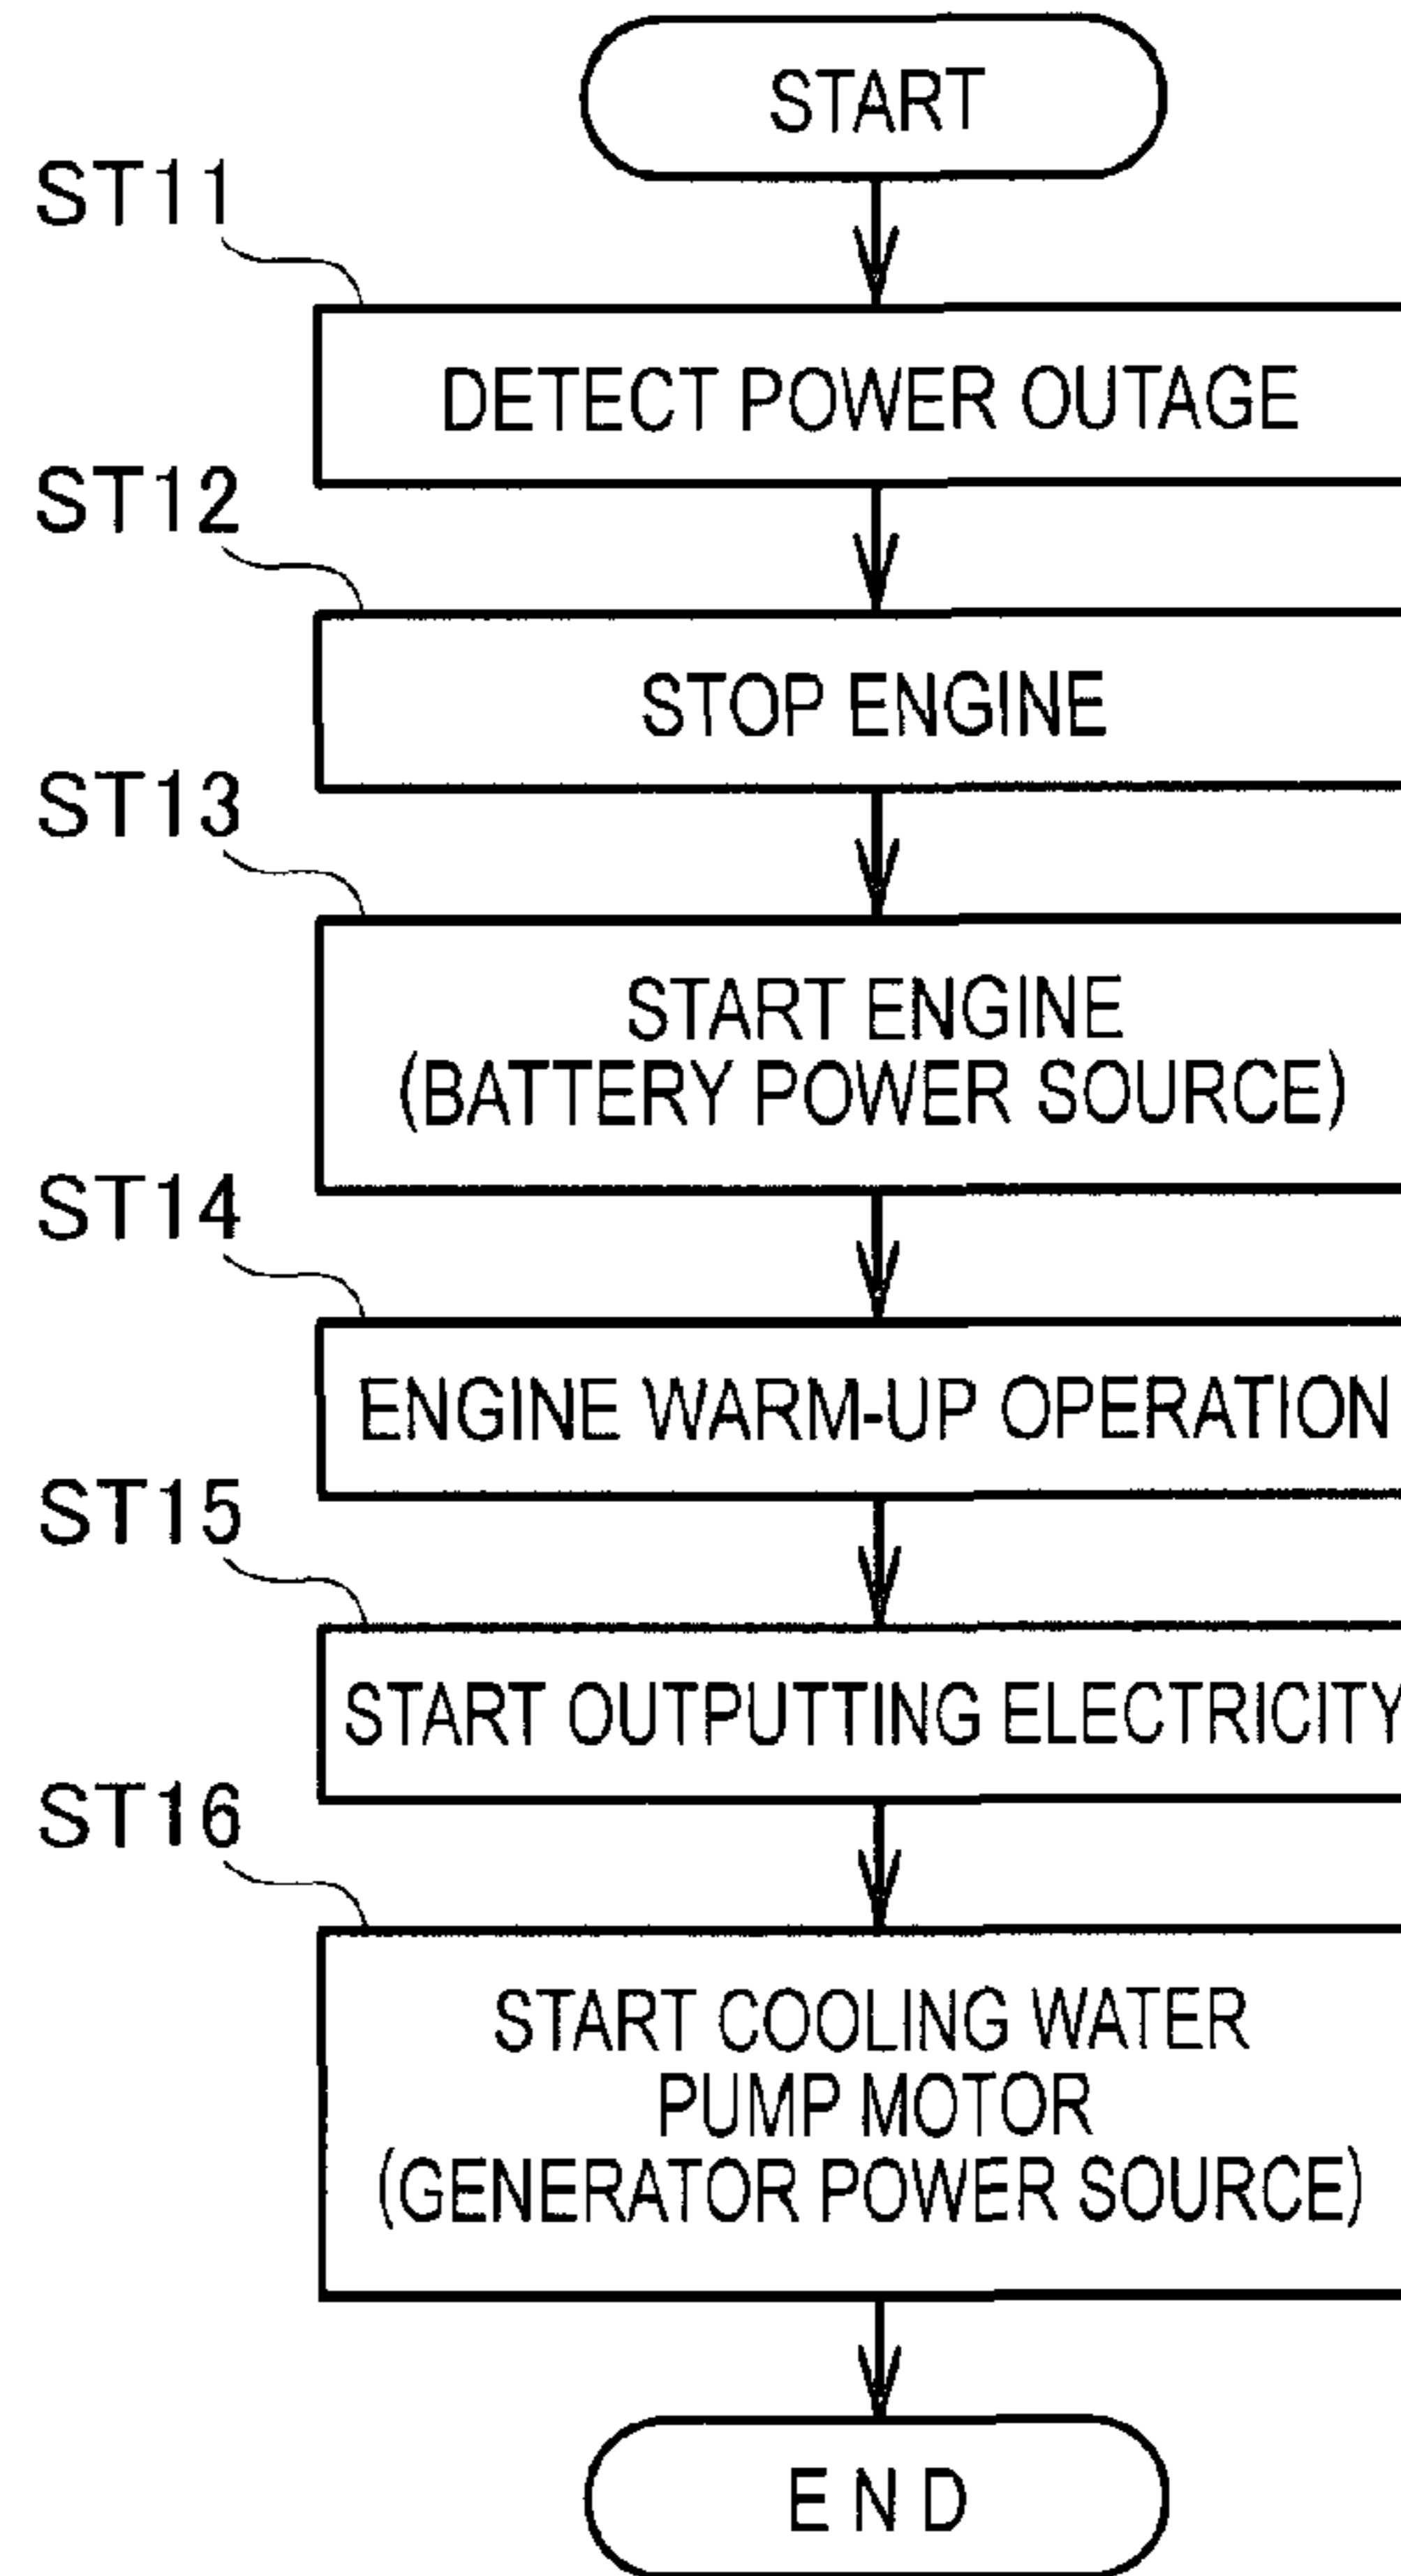 START
ST11
DETECT POWER OUTAGE
ST12
STOP ENGINE
ST13
START ENGINE
(BATTERY POWER SOURCE)
ST14
ENGINE WARM-UP OPERATION
ST15
START OUTPUTTING ELECTRICITY
ST16
START COOLING WATER
PUMP MOTOR
(GENERATOR POWER SOURCE)
END